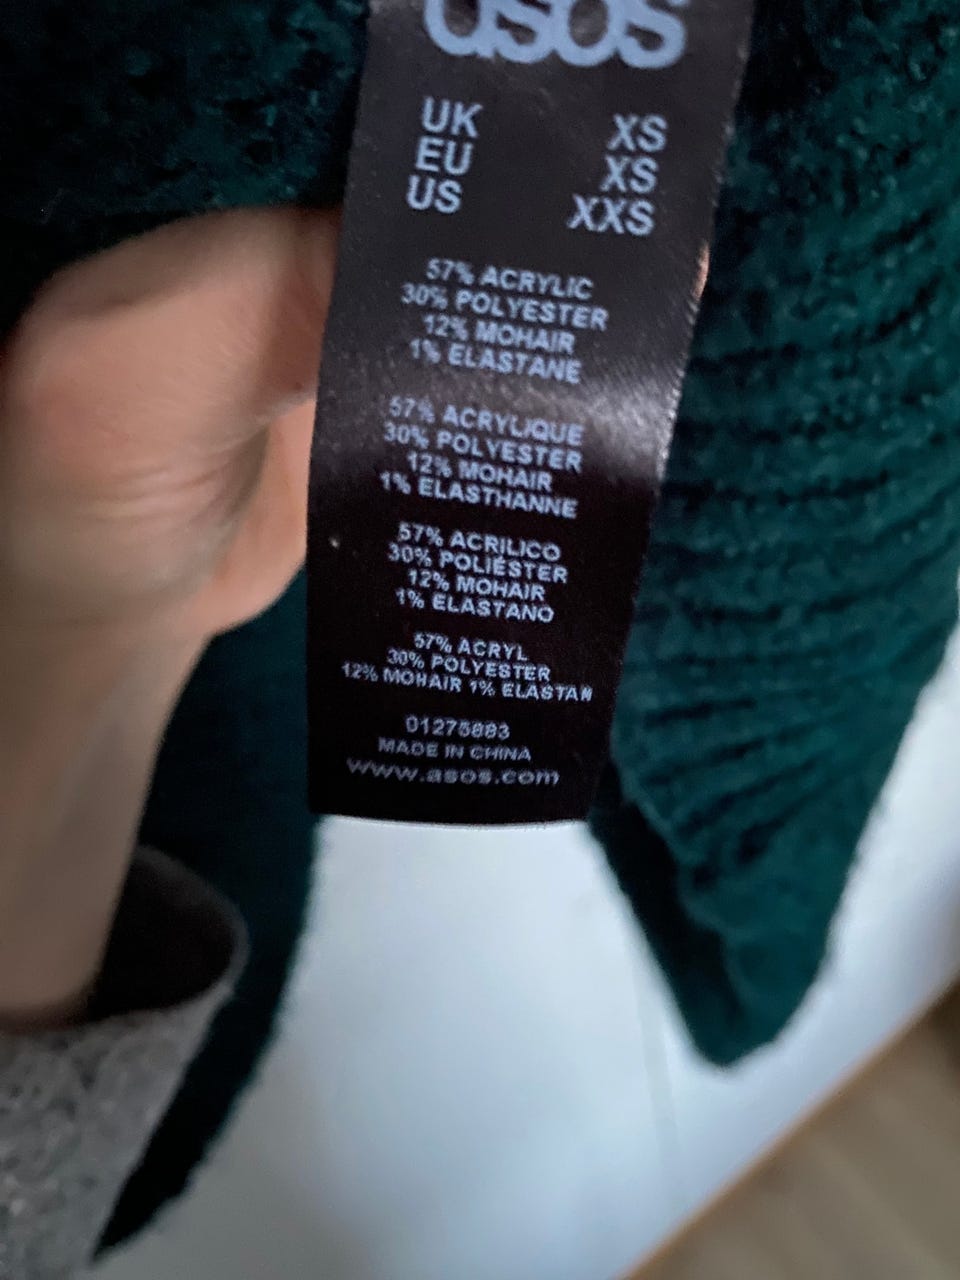 asos
UK XS
EU XS
US XXS
57% ACRYLIC
30% POLYESTER
12% MOHAIR
1% ELASTANE
57% ACRYLIQUE
30% POLYESTER
12% MOHAIR
1% ELASTHANNE
57% ACRILICO
30% POLIÉSTER
12% MOHAIR
1% ELASTANO
57% ACRYL
30% POLYESTER
12% MOHAIR 1% ELASTAN
MADE IN CHINA
www.asos.com